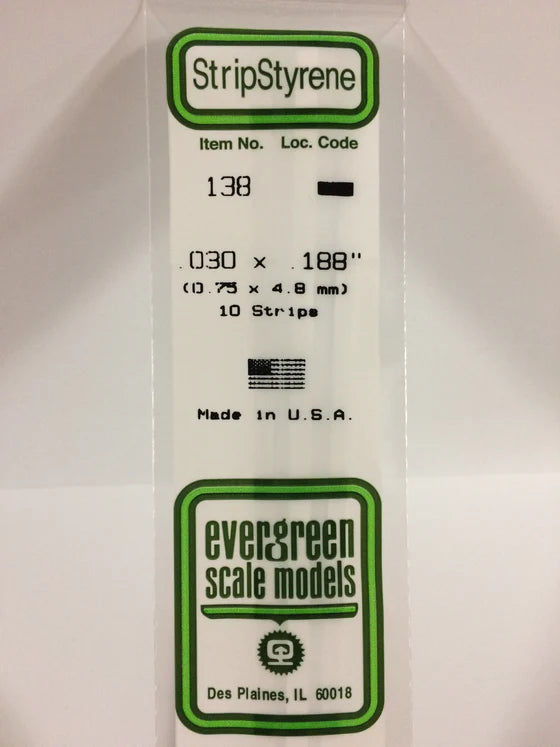 StripStyrene
Item No. Loc. Code
138
.030 x .188"
(0.75 x 4.8 mm)
10 Strips
Made in U.S.A.
evergreen
scale models
Des Plaines, IL 60018